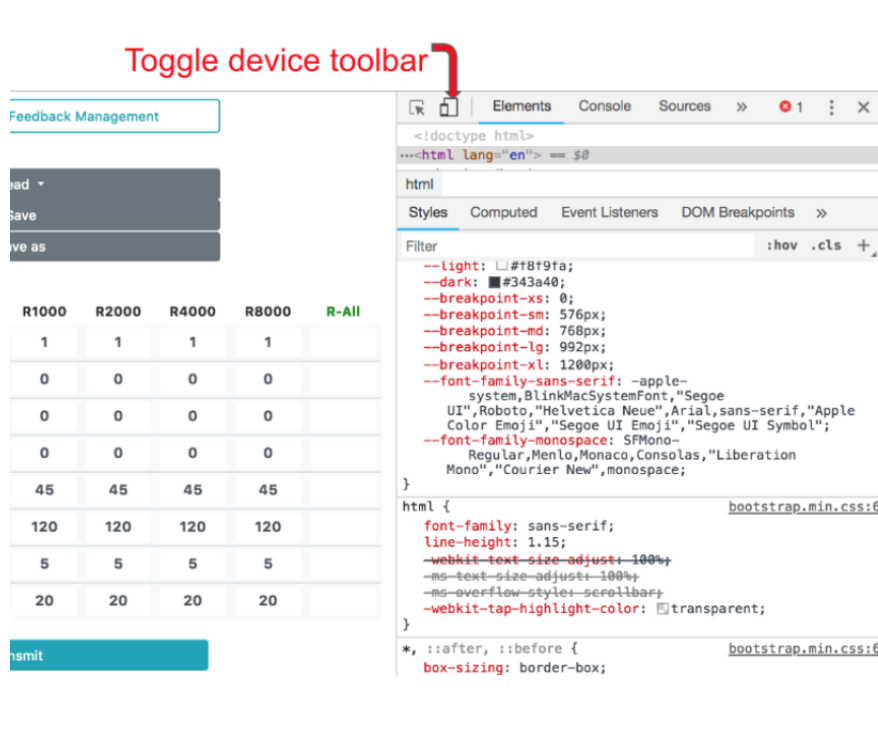 Toggle device toolbar
Feedback Management
ead
Save
ve as
R1000 R2000 R4000 R8000 R-All
1 1 1 1
0 0 0 0
0 0 0 0
0 0 0 0
45 45 45 45
120 120 120 120
5 5 5 5
20 20 20 20
nsmit
Elements Console Sources » 1
<!doctype html>
···<html lang="en"> == $0
html
Styles Computed Event Listeners DOM Breakpoints »
Filter :hov .cls +
--light: #f8f9fa;
--dark: #343a40;
--breakpoint-xs: 0;
--breakpoint-sm: 576px;
--breakpoint-md: 768px;
--breakpoint-lg: 992px;
--breakpoint-xl: 1200px;
--font-family-sans-serif: -apple-
system,BlinkMacSystemFont,"Segoe
UI",Roboto,"Helvetica Neue",Arial,sans-serif,"Apple
Color Emoji","Segoe UI Emoji","Segoe UI Symbol";
--font-family-monospace: SFMono-
Regular,Menlo,Monaco,Consolas,"Liberation
Mono","Courier New",monospace;
}
html { bootstrap.min.css:6
font-family: sans-serif;
line-height: 1.15;
-webkit-text-size-adjust: 100%;
-ms-text-size-adjust: 100%;
-ms-overflow-style: scrollbar;
-webkit-tap-highlight-color: transparent;
}
*, ::after, ::before { bootstrap.min.css:6
box-sizing: border-box;